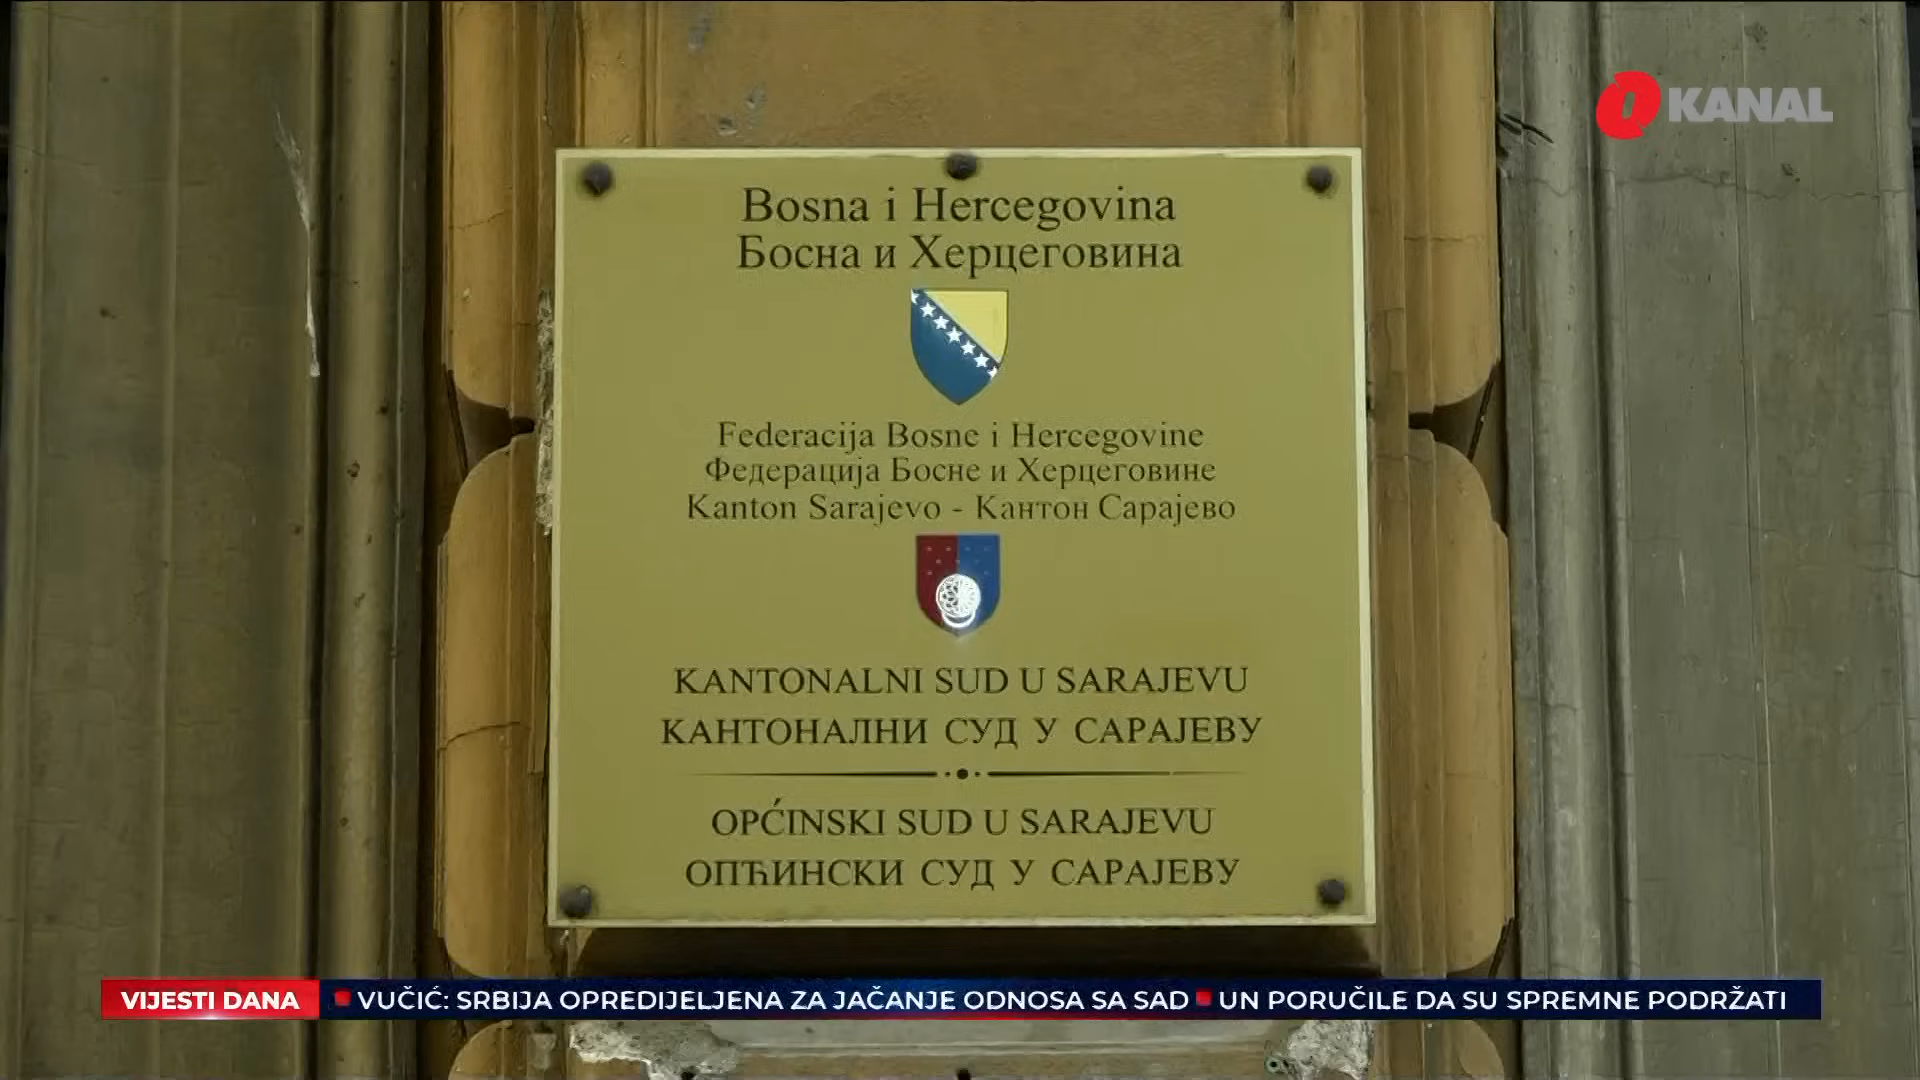 O KANAL
Bosna i Hercegovina
Босна и Херцеговина
Federacija Bosne i Hercegovine
Федерација Босне и Херцеговине
Kanton Sarajevo - Кантон Сарајево
KANTONALNI SUD U SARAJEVU
КАНТОНАЛНИ СУД У САРАЈЕВУ
OPĆINSKI SUD U SARAJEVU
ОПЋИНСКИ СУД У САРАЈЕВУ
VIJESTI DANA VUČIĆ: SRBIJA OPREDIJELJENA ZA JAČANJE ODNOSA SA SAD UN PORUČILE DA SU SPREMNE PODRŽATI